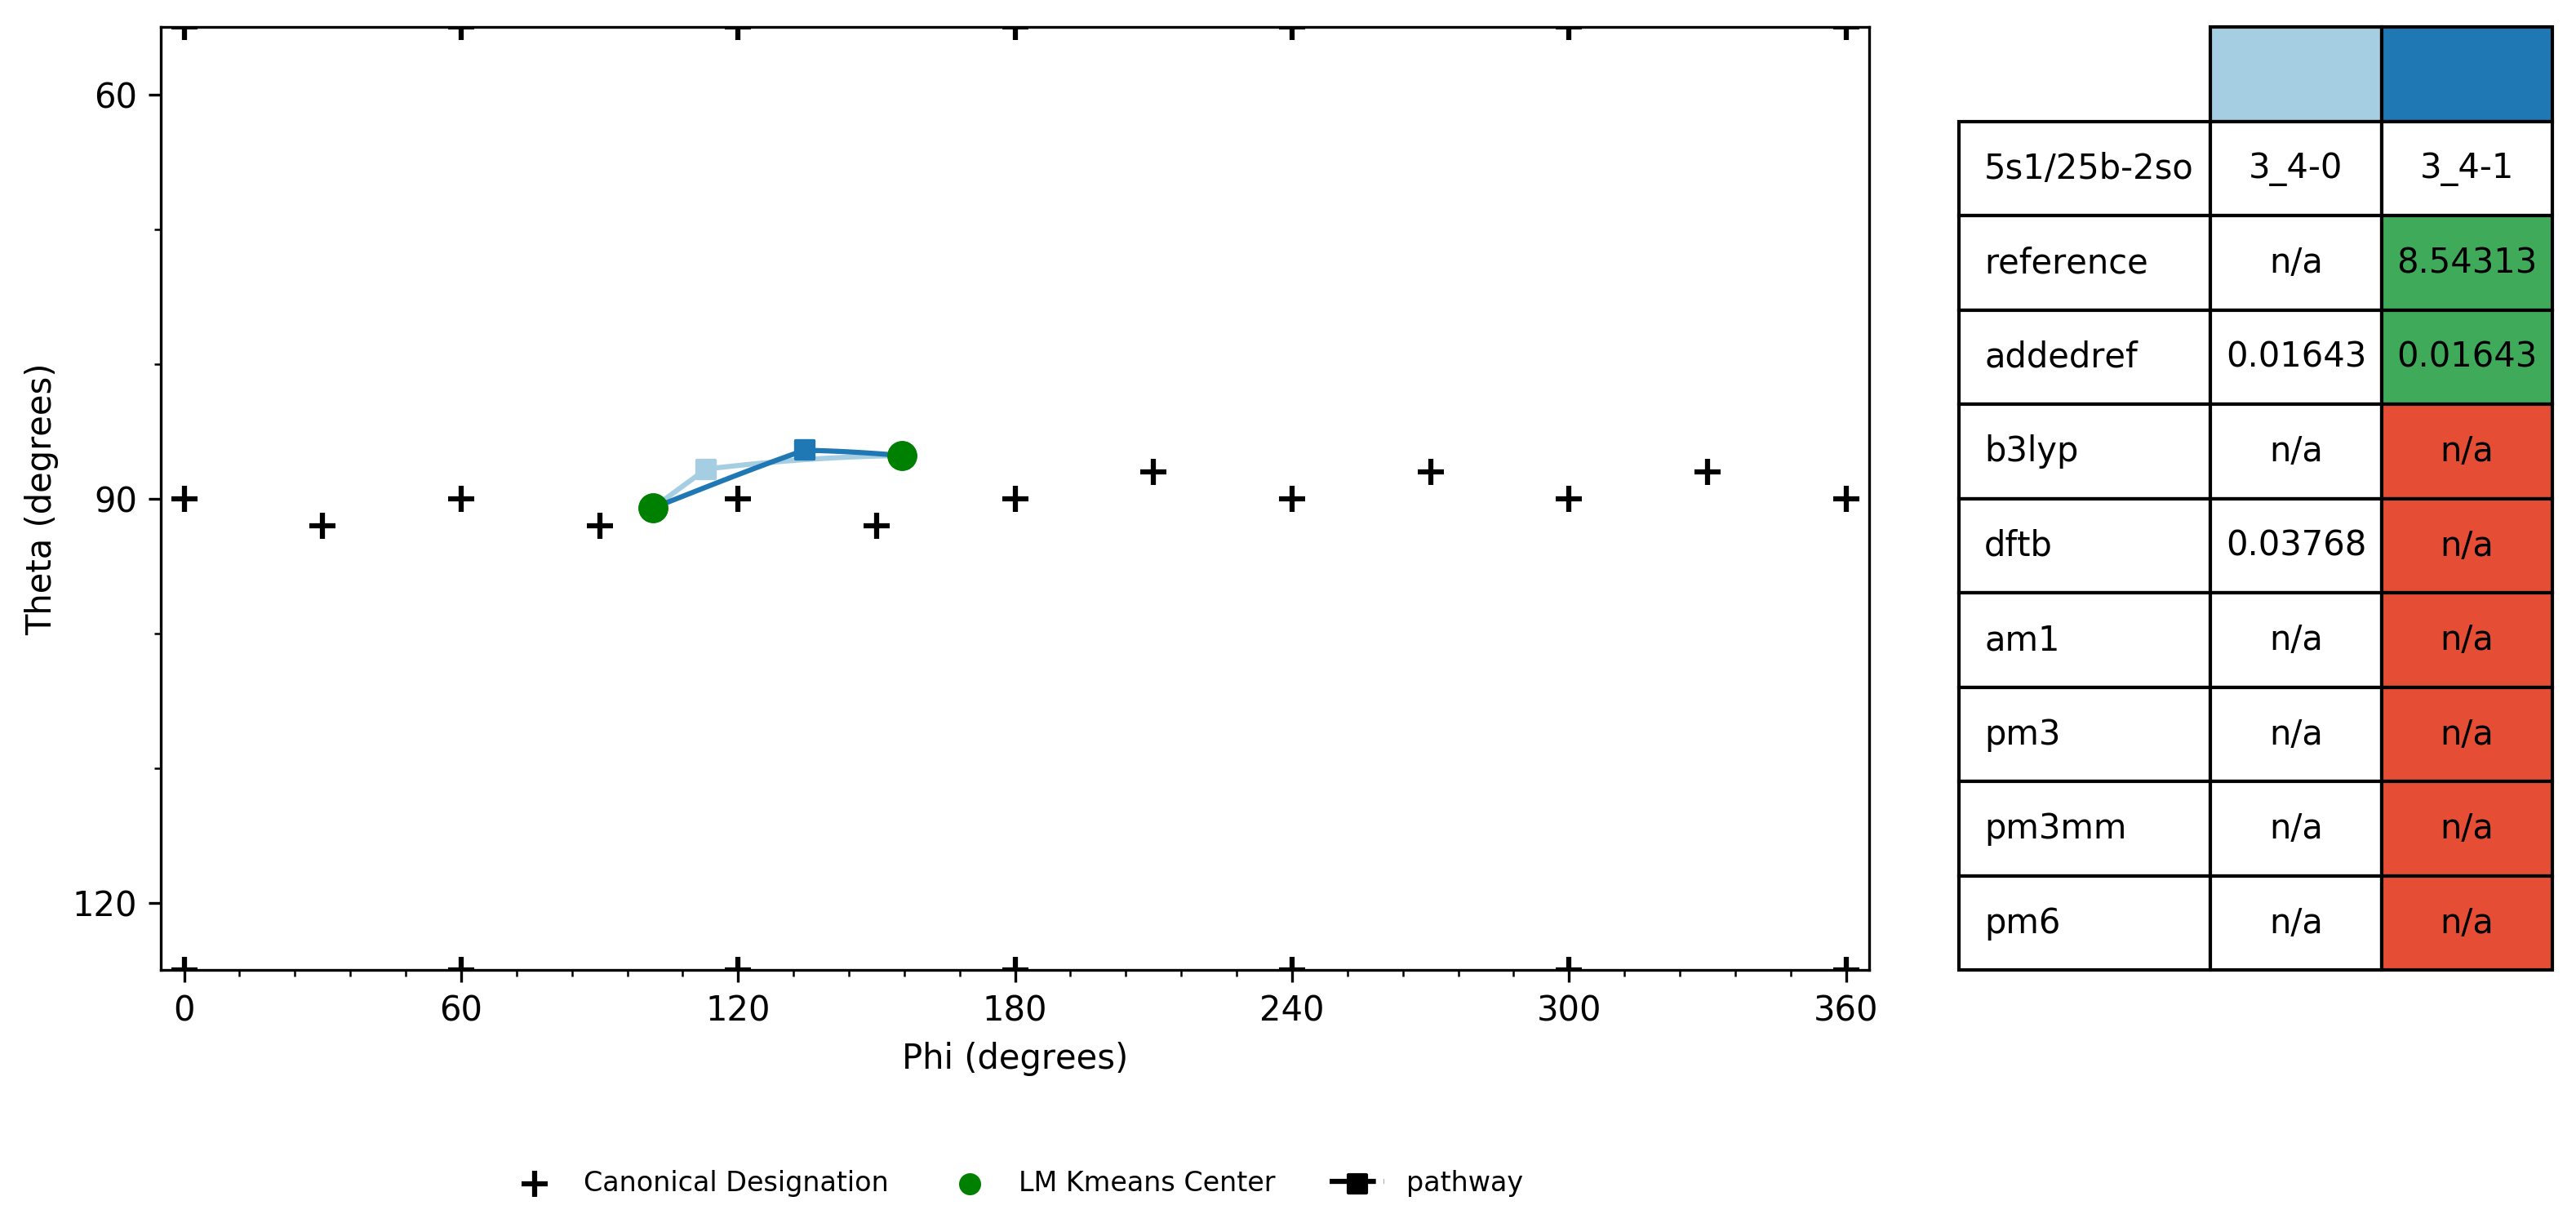 60
90
120
Theta (degrees)
0 60 120 180 240 300 360
Phi (degrees)
Canonical Designation LM Kmeans Center pathway
5s1/25b-2so 3_4-0 3_4-1
reference n/a 8.54313
addedref 0.01643 0.01643
b3lyp n/a n/a
dftb 0.03768 n/a
am1 n/a n/a
pm3 n/a n/a
pm3mm n/a n/a
pm6 n/a n/a